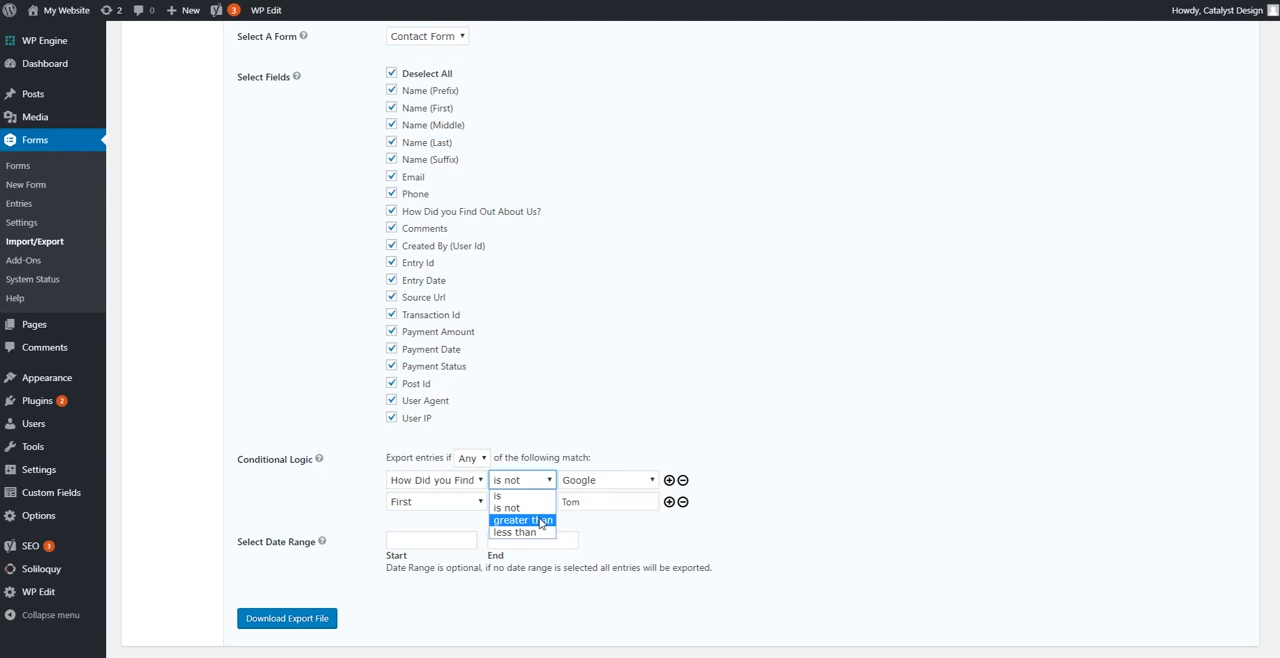 My Website 2 0 New 3 WP Edit Howdy, Catalyst Design
WP Engine
Dashboard
Posts
Media
Forms
Forms
New Form
Entries
Settings
Import/Export
Add-Ons
System Status
Help
Pages
Comments
Appearance
Plugins 2
Users
Tools
Settings
Custom Fields
Options
SEO 3
Soliloquy
WP Edit
Collapse menu
Select A Form ? Contact Form
Select Fields ? Deselect All
Name (Prefix)
Name (First)
Name (Middle)
Name (Last)
Name (Suffix)
Email
Phone
How Did you Find Out About Us?
Comments
Created By (User Id)
Entry Id
Entry Date
Source Url
Transaction Id
Payment Amount
Payment Date
Payment Status
Post Id
User Agent
User IP
Conditional Logic ? Export entries if Any of the following match:
How Did you Find is not Google
is
is not
greater than
less than
First Tom
Select Date Range ?
Start End
Date Range is optional, if no date range is selected all entries will be exported.
Download Export File